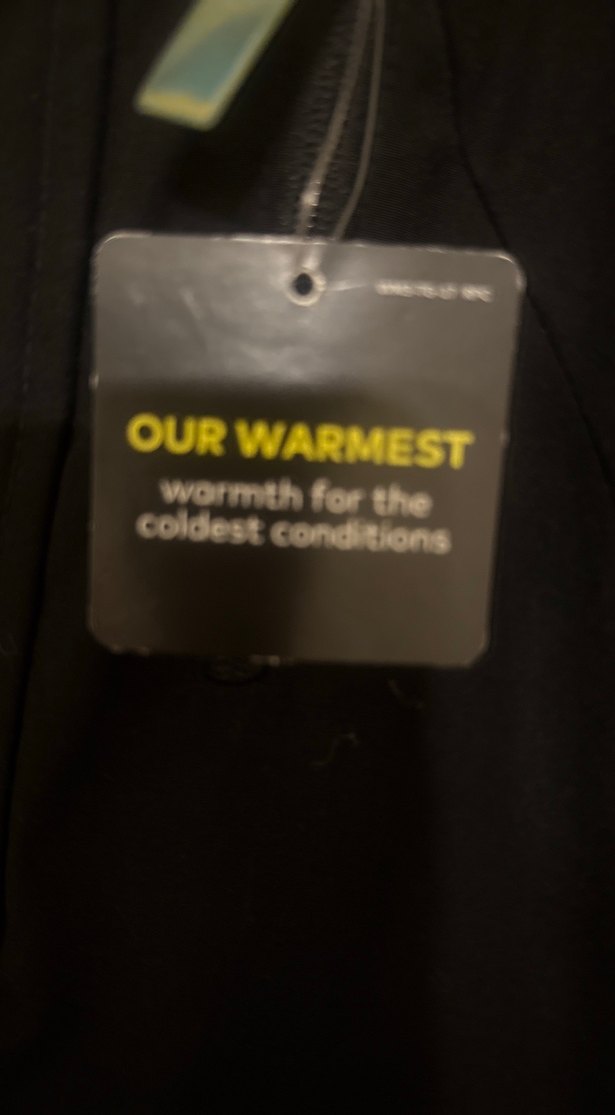 OUR WARMEST
warmth for the
coldest conditions